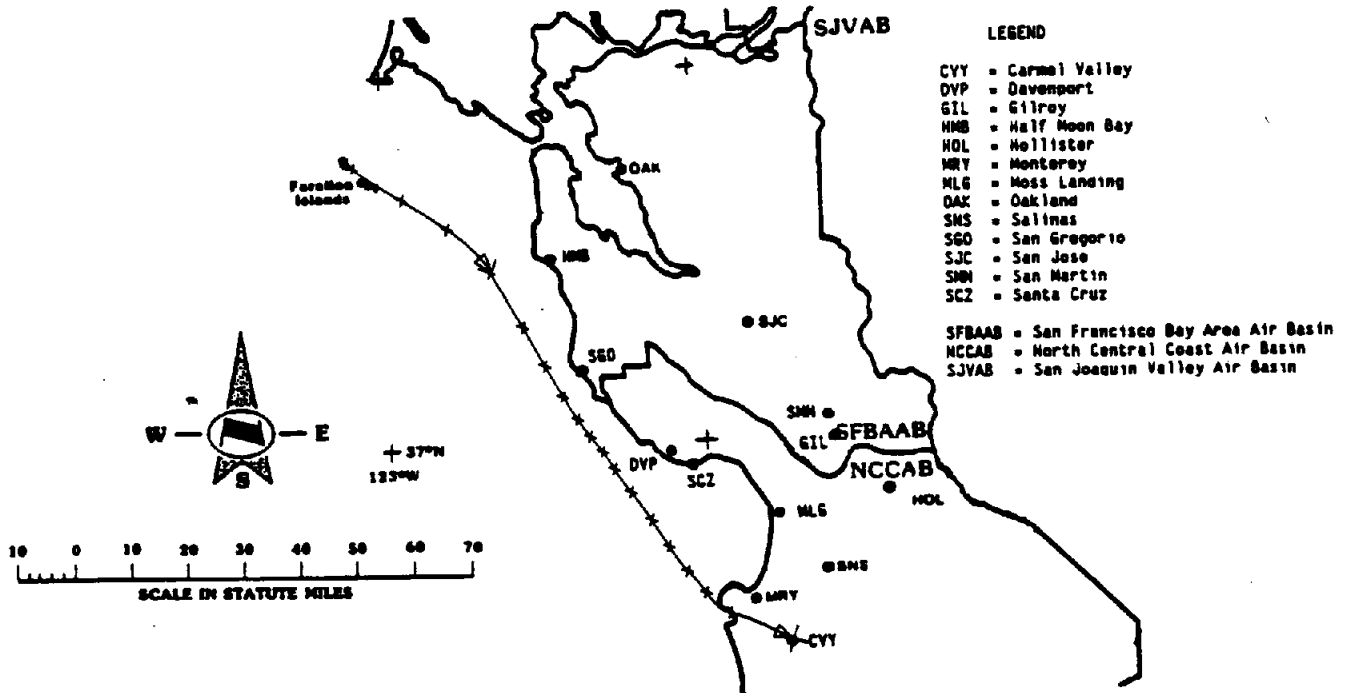 SJVAB
LEGEND
CYY = Carmel Valley
DVP = Davenport
GIL = Gilroy
HMB = Half Moon Bay
HOL = Hollister
MRY = Monterey
MLG = Moss Landing
OAK = Oakland
SNS = Salinas
SGO = San Gregorio
SJC = San Jose
SMN = San Martin
SCZ = Santa Cruz
SFBAAB = San Francisco Bay Area Air Basin
NCCAB = North Central Coast Air Basin
SJVAB = San Joaquin Valley Air Basin
OAK
Farallon
Islands
HMB
SJC
SGO
SMN
GIL
SFBAAB
W
E
S
37°N
123°W
DVP
SCZ
NCCAB
HOL
MLG
10 0 10 20 30 40 50 60 70
SCALE IN STATUTE MILES
SNS
MRY
CYY